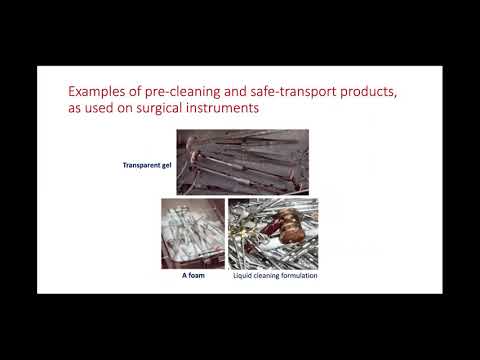 Examples of pre-cleaning and safe-transport products,
as used on surgical instruments
Transparent gel
A foam
Liquid cleaning formulation